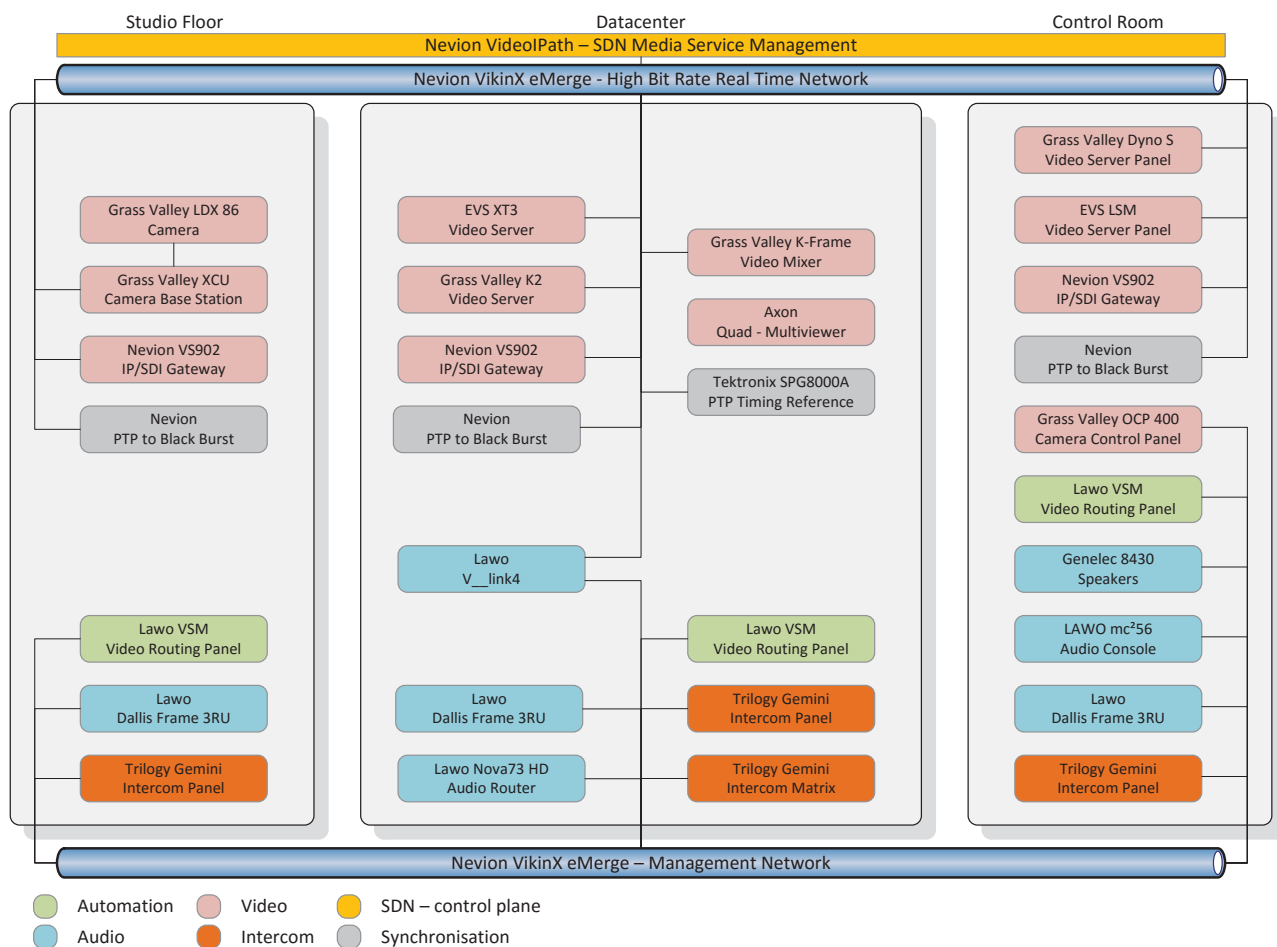 Studio Floor
Datacenter
Control Room
Nevion VideoIPath – SDN Media Service Management
Nevion VikinX eMerge - High Bit Rate Real Time Network
Grass Valley LDX 86
Camera
Grass Valley XCU
Camera Base Station
Nevion VS902
IP/SDI Gateway
Nevion
PTP to Black Burst
Lawo VSM
Video Routing Panel
Lawo
Dallis Frame 3RU
Trilogy Gemini
Intercom Panel
EVS XT3
Video Server
Grass Valley K2
Video Server
Nevion VS902
IP/SDI Gateway
Nevion
PTP to Black Burst
Lawo
V__link4
Lawo
Dallis Frame 3RU
Lawo Nova73 HD
Audio Router
Grass Valley K-Frame
Video Mixer
Axon
Quad - Multiviewer
Tektronix SPG8000A
PTP Timing Reference
Lawo VSM
Video Routing Panel
Trilogy Gemini
Intercom Panel
Trilogy Gemini
Intercom Matrix
Grass Valley Dyno S
Video Server Panel
EVS LSM
Video Server Panel
Nevion VS902
IP/SDI Gateway
Nevion
PTP to Black Burst
Grass Valley OCP 400
Camera Control Panel
Lawo VSM
Video Routing Panel
Genelec 8430
Speakers
LAWO mc²56
Audio Console
Lawo
Dallis Frame 3RU
Trilogy Gemini
Intercom Panel
Nevion VikinX eMerge – Management Network
Automation
Video
SDN – control plane
Audio
Intercom
Synchronisation